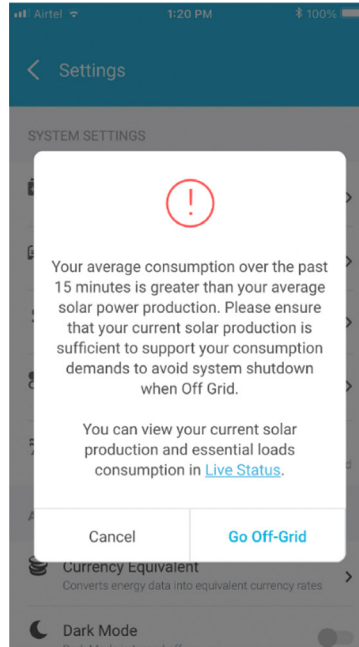 Airtel 1:20 PM 100%
Settings
SYSTEM SETTINGS
Your average consumption over the past
15 minutes is greater than your average
solar power production. Please ensure
that your current solar production is
sufficient to support your consumption
demands to avoid system shutdown
when Off Grid.
You can view your current solar
production and essential loads
consumption in Live Status.
Cancel Go Off-Grid
Currency Equivalent
Converts energy data into equivalent currency rates
Dark Mode